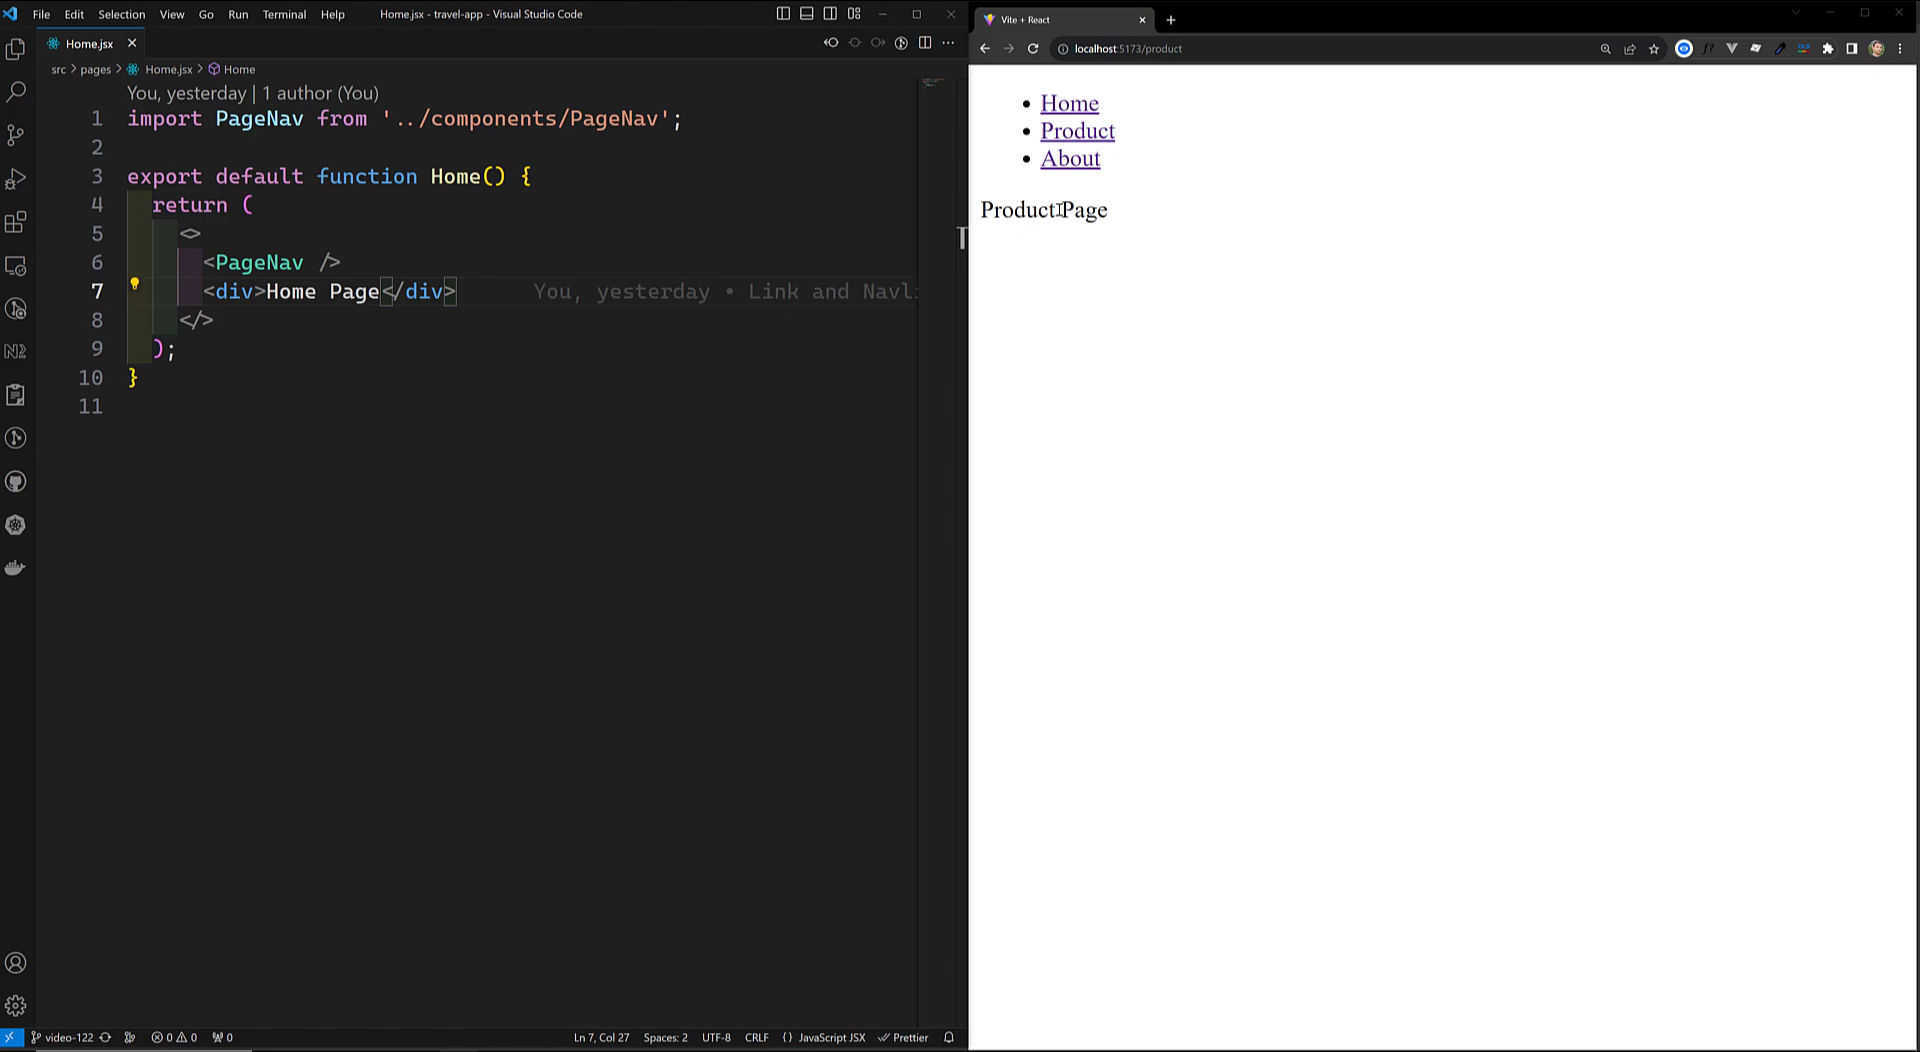 File Edit Selection View Go Run Terminal Help Home.jsx - travel-app - Visual Studio Code
Home.jsx
src > pages > Home.jsx > Home
You, yesterday | 1 author (You)
1 import PageNav from '../components/PageNav';
2
3 export default function Home() {
4 return (
5 <>
6 <PageNav />
7 <div>Home Page</div> You, yesterday • Link and Navli
8 </>
9 );
10 }
11
video-122 0 0 0 Ln 7, Col 27 Spaces: 2 UTF-8 CRLF {} JavaScript JSX Prettier
Vite + React
localhost:5173/product
• Home
• Product
• About
Product Page